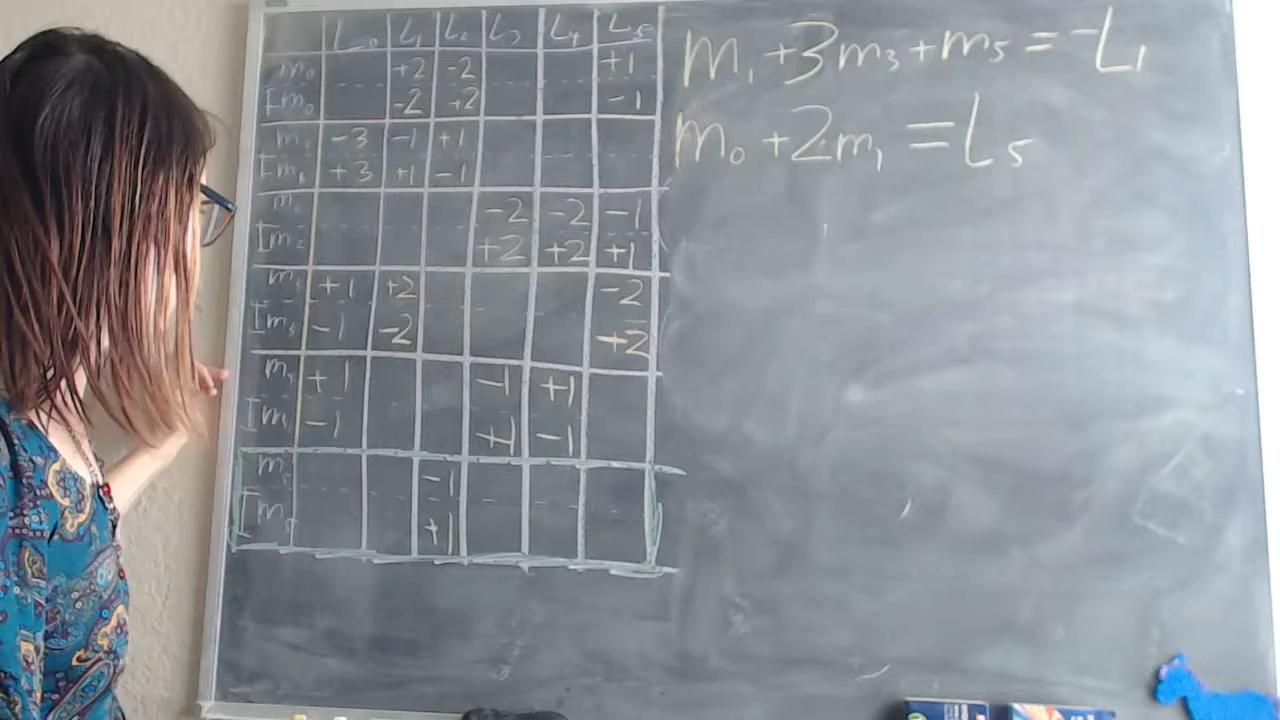 L₀ L₁ L₂ L₃ L₄ L₅
m₀ +2 -2 +1
Im₀ -2 +2 -1
m₁ -3 -1 +1
Im₁ +3 +1 -1
m₂ -2 -2 -1
Im₂ +2 +2 +1
m₃ +1 +2 -2
Im₃ -1 -2 +2
m₄ +1 -1 +1
Im₄ -1 +1 -1
m₅ -1
Im₅ +1
m₁ + 3m₃ + m₅ = -L₁
m₀ + 2m₁ = L₅